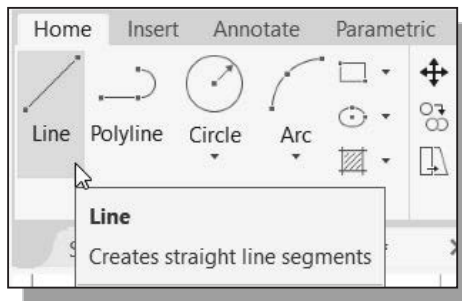 Home Insert Annotate Parametric
Line Polyline Circle Arc
Line
Creates straight line segments